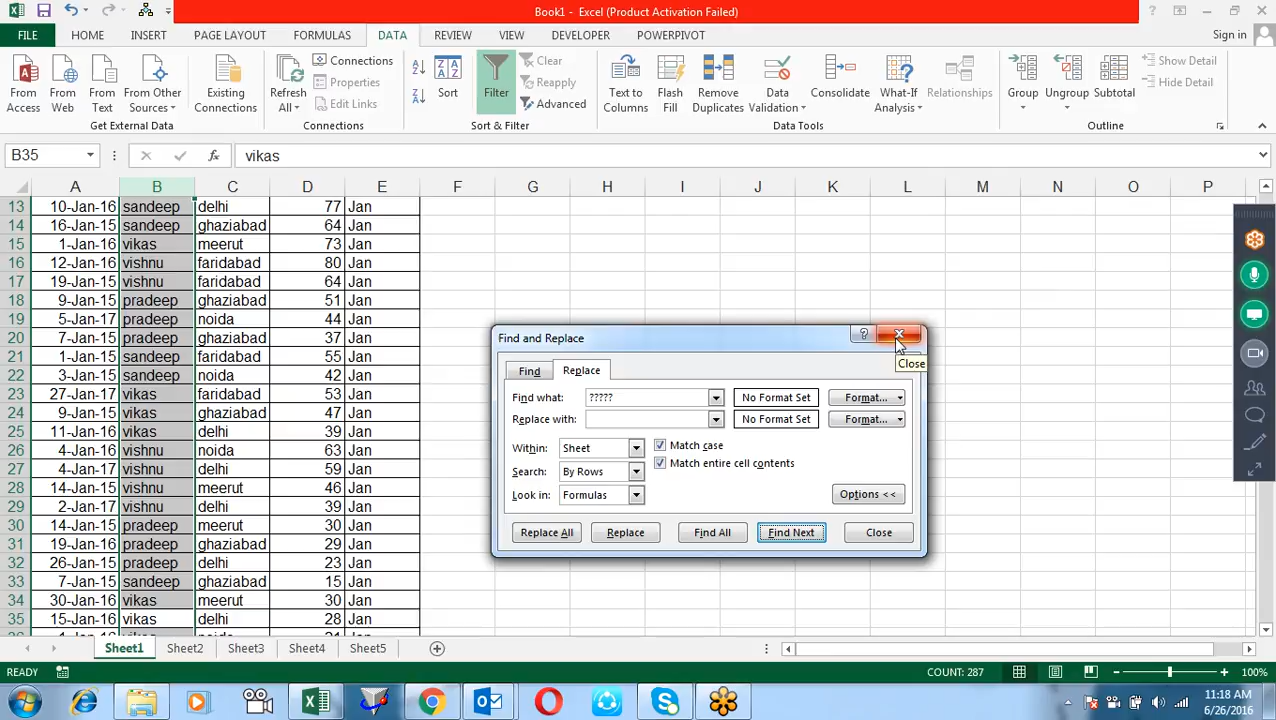 Book1 - Excel (Product Activation Failed)
FILE HOME INSERT PAGE LAYOUT FORMULAS DATA REVIEW VIEW DEVELOPER POWERPIVOT Sign in
From Access
From Web
From Text
From Other Sources
Existing Connections
Get External Data
Refresh All
Connections
Properties
Edit Links
Connections
Sort
Filter
Clear
Reapply
Advanced
Sort & Filter
Text to Columns
Flash Fill
Remove Duplicates
Data Validation
Consolidate
What-If Analysis
Relationships
Data Tools
Group
Ungroup
Subtotal
Show Detail
Hide Detail
Outline
B35 fx vikas
A B C D E F G H I J K L M N O P
13 10-Jan-16 sandeep delhi 77 Jan
14 16-Jan-15 sandeep ghaziabad 64 Jan
15 1-Jan-16 vikas meerut 73 Jan
16 12-Jan-16 vishnu faridabad 80 Jan
17 19-Jan-15 vishnu faridabad 64 Jan
18 9-Jan-15 pradeep ghaziabad 51 Jan
19 5-Jan-17 pradeep noida 44 Jan
20 7-Jan-15 pradeep ghaziabad 37 Jan
21 1-Jan-15 sandeep faridabad 55 Jan
22 3-Jan-15 sandeep noida 42 Jan
23 27-Jan-17 vikas faridabad 53 Jan
24 9-Jan-15 vikas ghaziabad 47 Jan
25 11-Jan-16 vikas delhi 39 Jan
26 4-Jan-16 vishnu noida 63 Jan
27 4-Jan-17 vishnu delhi 59 Jan
28 14-Jan-15 vishnu meerut 46 Jan
29 2-Jan-17 vishnu delhi 39 Jan
30 14-Jan-15 pradeep meerut 30 Jan
31 19-Jan-16 pradeep ghaziabad 29 Jan
32 26-Jan-15 pradeep delhi 23 Jan
33 7-Jan-15 sandeep ghaziabad 15 Jan
34 30-Jan-16 vikas meerut 30 Jan
35 15-Jan-16 vikas delhi 28 Jan
Find and Replace
Close
Find Replace
Find what: ????? No Format Set Format...
Replace with: No Format Set Format...
Within: Sheet Match case
Search: By Rows Match entire cell contents
Look in: Formulas Options <<
Replace All Replace Find All Find Next Close
Sheet1 Sheet2 Sheet3 Sheet4 Sheet5
READY COUNT: 287 100%
11:18 AM
6/26/2016